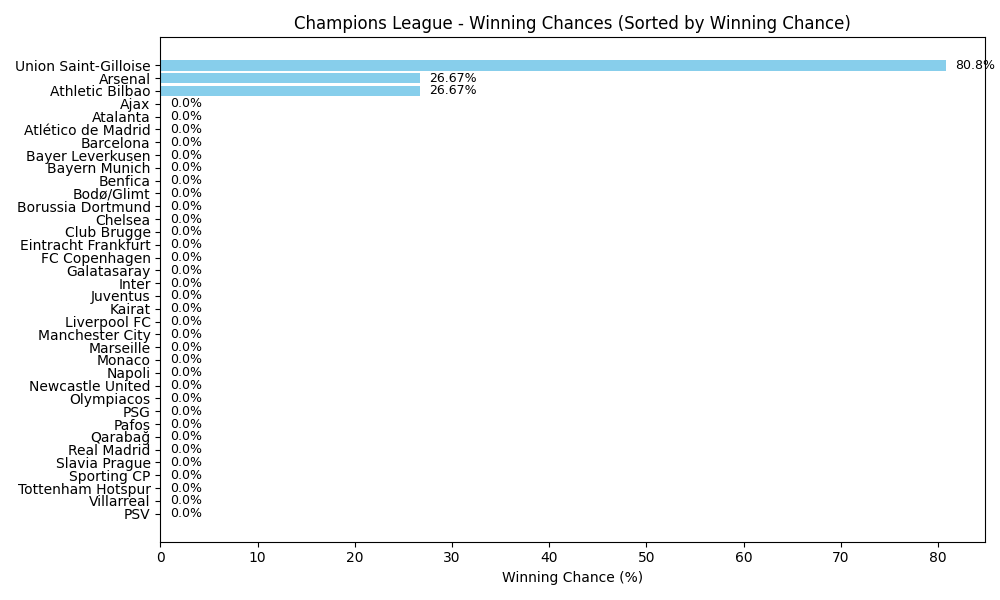 Champions League - Winning Chances (Sorted by Winning Chance)
Union Saint-Gilloise 80.8%
Arsenal 26.67%
Athletic Bilbao 26.67%
Ajax 0.0%
Atalanta 0.0%
Atlético de Madrid 0.0%
Barcelona 0.0%
Bayer Leverkusen 0.0%
Bayern Munich 0.0%
Benfica 0.0%
Bodø/Glimt 0.0%
Borussia Dortmund 0.0%
Chelsea 0.0%
Club Brugge 0.0%
Eintracht Frankfurt 0.0%
FC Copenhagen 0.0%
Galatasaray 0.0%
Inter 0.0%
Juventus 0.0%
Kairat 0.0%
Liverpool FC 0.0%
Manchester City 0.0%
Marseille 0.0%
Monaco 0.0%
Napoli 0.0%
Newcastle United 0.0%
Olympiacos 0.0%
PSG 0.0%
Pafos 0.0%
Qarabağ 0.0%
Real Madrid 0.0%
Slavia Prague 0.0%
Sporting CP 0.0%
Tottenham Hotspur 0.0%
Villarreal 0.0%
PSV 0.0%
0 10 20 30 40 50 60 70 80
Winning Chance (%)